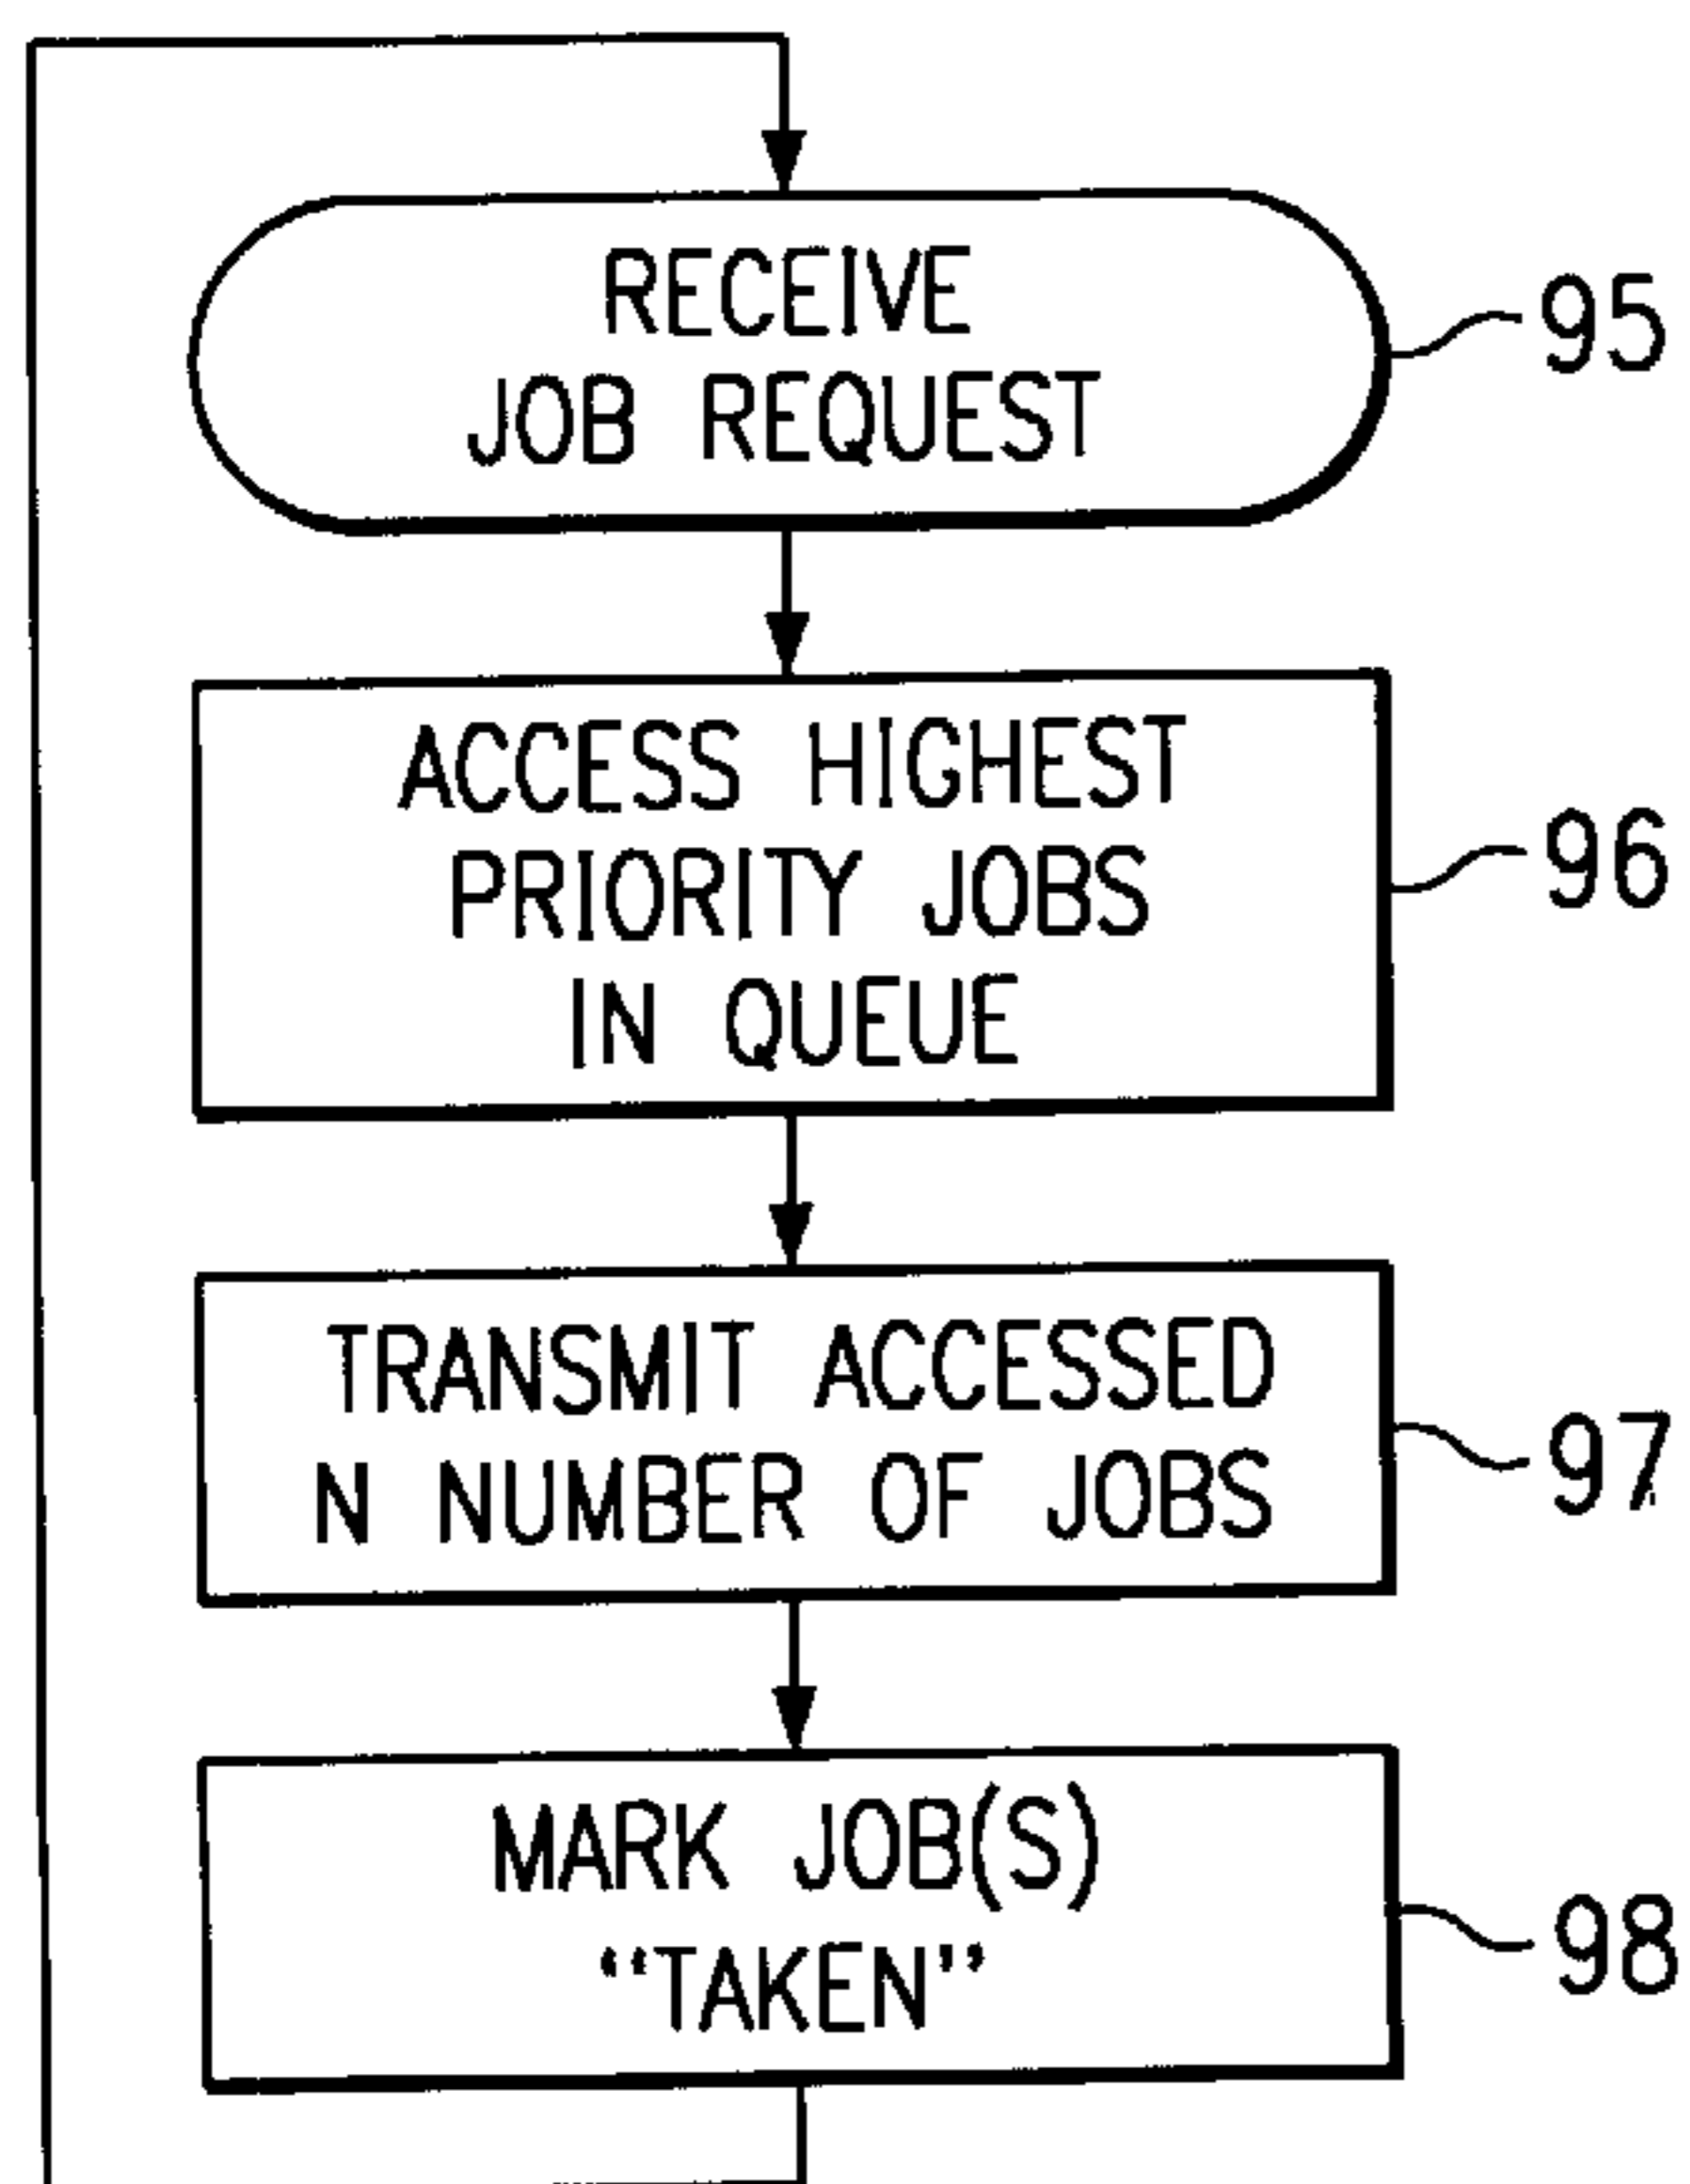 RECEIVE
JOB REQUEST
95
ACCESS HIGHEST
PRIORITY JOBS
IN QUEUE
96
TRANSMIT ACCESSED
N NUMBER OF JOBS
97
MARK JOB(S)
“TAKEN”
98